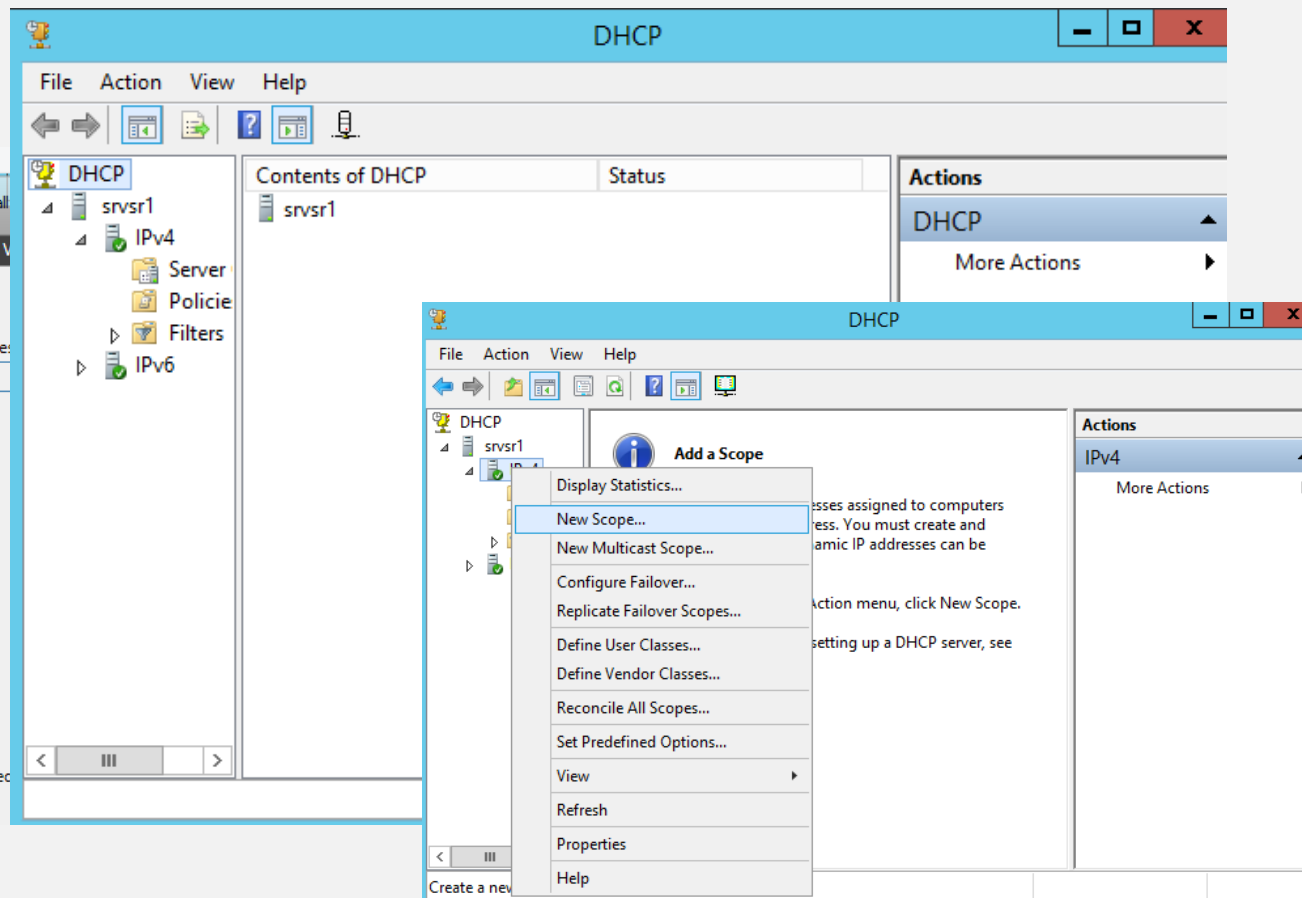 DHCP
File Action View Help
DHCP
srvsr1
IPv4
Server
Policie
Filters
IPv6
Contents of DHCP Status
srvsr1
Actions
DHCP
More Actions
DHCP
File Action View Help
DHCP
srvsr1
Add a Scope
esses assigned to computers
ress. You must create and
namic IP addresses can be
Action menu, click New Scope.
setting up a DHCP server, see
Display Statistics...
New Scope...
New Multicast Scope...
Configure Failover...
Replicate Failover Scopes...
Define User Classes...
Define Vendor Classes...
Reconcile All Scopes...
Set Predefined Options...
View
Refresh
Properties
Help
Actions
IPv4
More Actions
Create a new